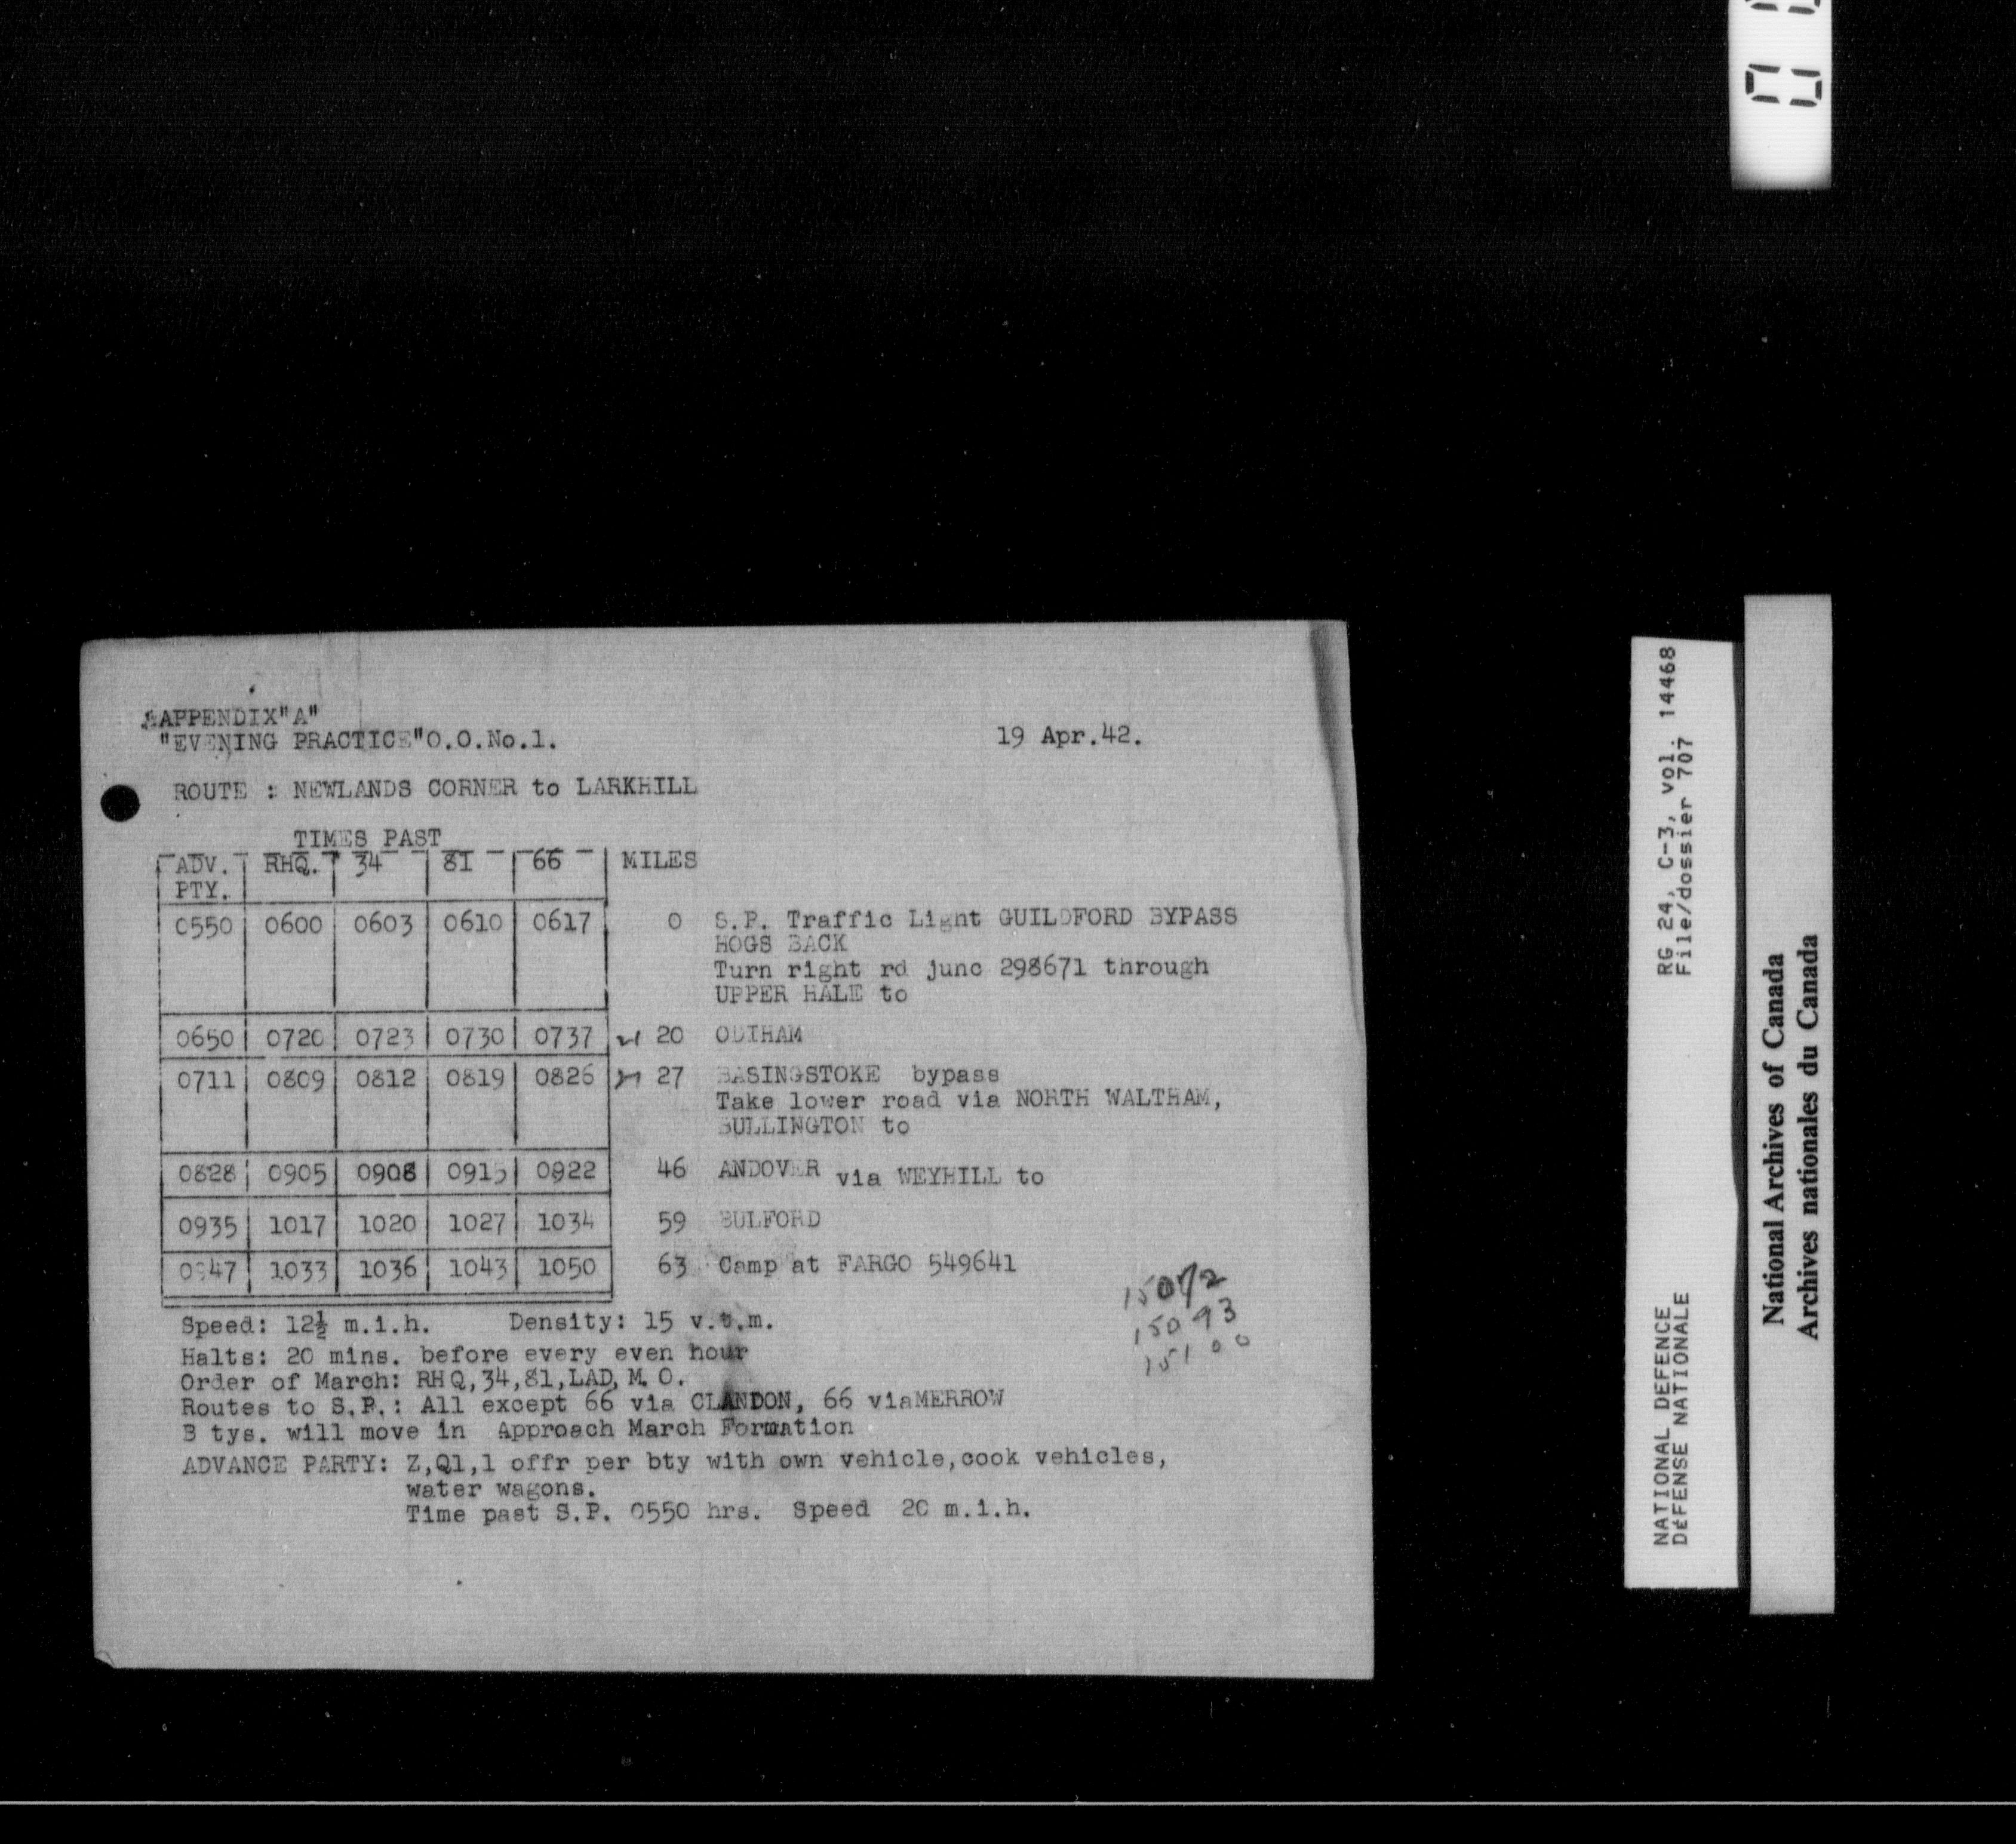 APPENDIX"A"
"EVENING PRACTICE"O.O.No.1. 19 Apr.42.
ROUTE : NEWLANDS CORNER to LARKHILL
TIMES PAST
ADV. RHQ. 34 81 66 MILES
PTY.
0550 0600 0603 0610 0617 0 S.P. Traffic Light GUILDFORD BYPASS
HOGS BACK
Turn right rd junc 298671 through
UPPER HALE to
0650 0720 0723 0730 0737 20 ODIHAM
0711 0809 0812 0819 0826 27 BASINGSTOKE bypass
Take lower road via NORTH WALTHAM,
BULLINGTON to
0828 0905 0908 0915 0922 46 ANDOVER via WEYHILL to
0935 1017 1020 1027 1034 59 BULFORD
0947 1033 1036 1043 1050 63 Camp at FARGO 549641
15072
15093
15100
Speed: 12½ m.i.h. Density: 15 v.t.m.
Halts: 20 mins. before every even hour
Order of March: RHQ,34,81,LAD, M.O.
Routes to S.P.: All except 66 via CLANDON, 66 viaMERROW
B tys. will move in Approach March Formation
ADVANCE PARTY: Z,Q1,1 offr per bty with own vehicle,cook vehicles,
water wagons.
Time past S.P. 0550 hrs. Speed 20 m.i.h.
NATIONAL DEFENCE RG 24, C-3, vol. 14468
DÉFENSE NATIONALE File/dossier 707
National Archives of Canada
Archives nationales du Canada